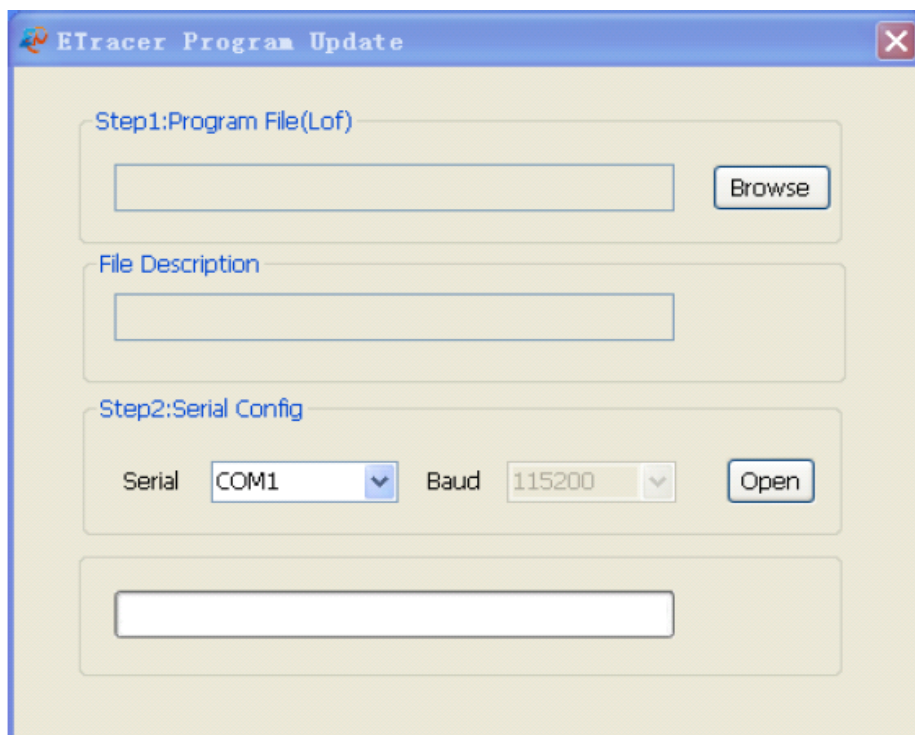 ETracer Program Update
Step1:Program File(Lof)
Browse
File Description
Step2:Serial Config
Serial COM1 Baud 115200 Open